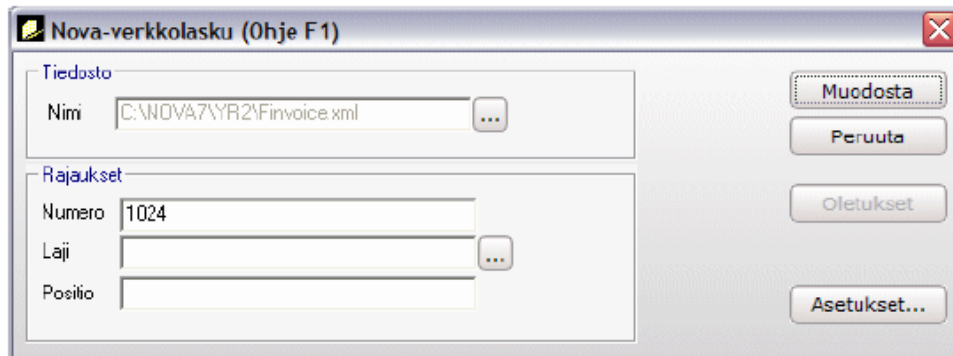 Nova-verkkolasku (Ohje F1)
Tiedosto
Nimi C:\NOVA7\YR2\Finvoice.xml ...
Muodosta
Peruuta
Rajaukset
Numero 1024
Oletukset
Laji ...
Positio
Asetukset...